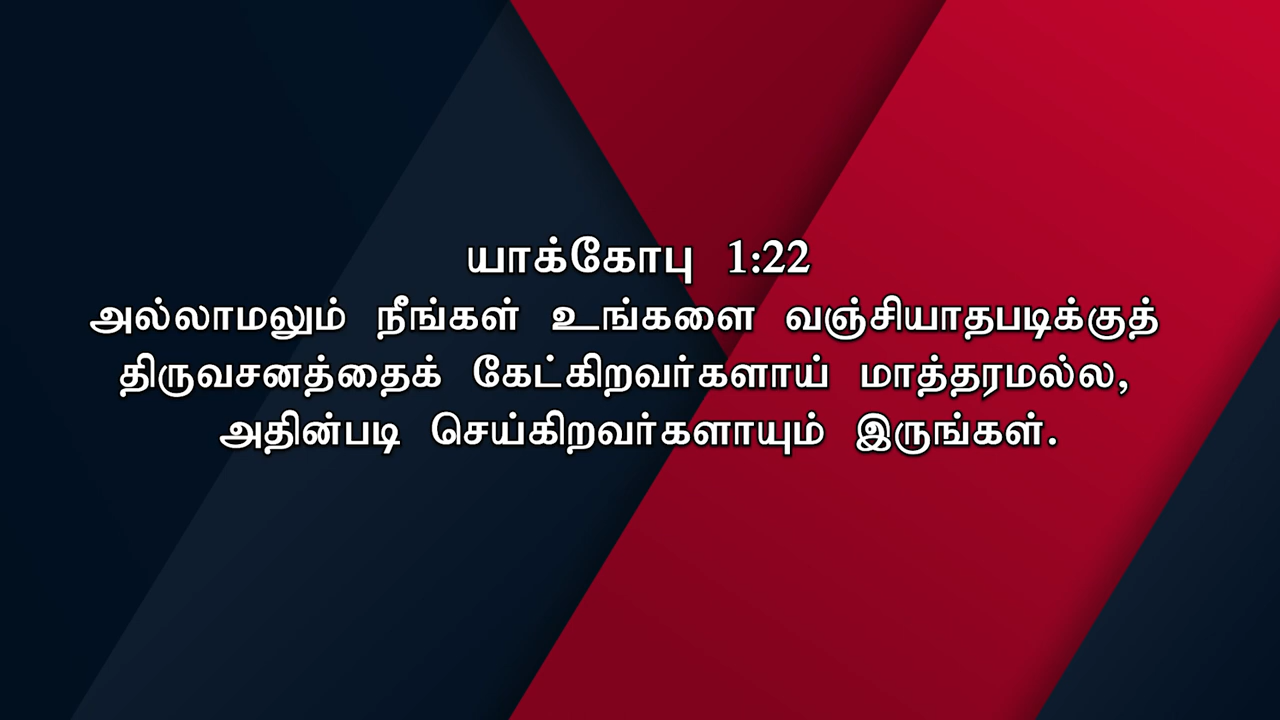 யாக்கோபு 1:22
அல்லாமலும் நீங்கள் உங்களை வஞ்சியாதபடிக்குத்
திருவசனத்தைக் கேட்கிறவர்களாய் மாத்தரமல்ல,
அதின்படி செய்கிறவர்களாயும் இருங்கள்.